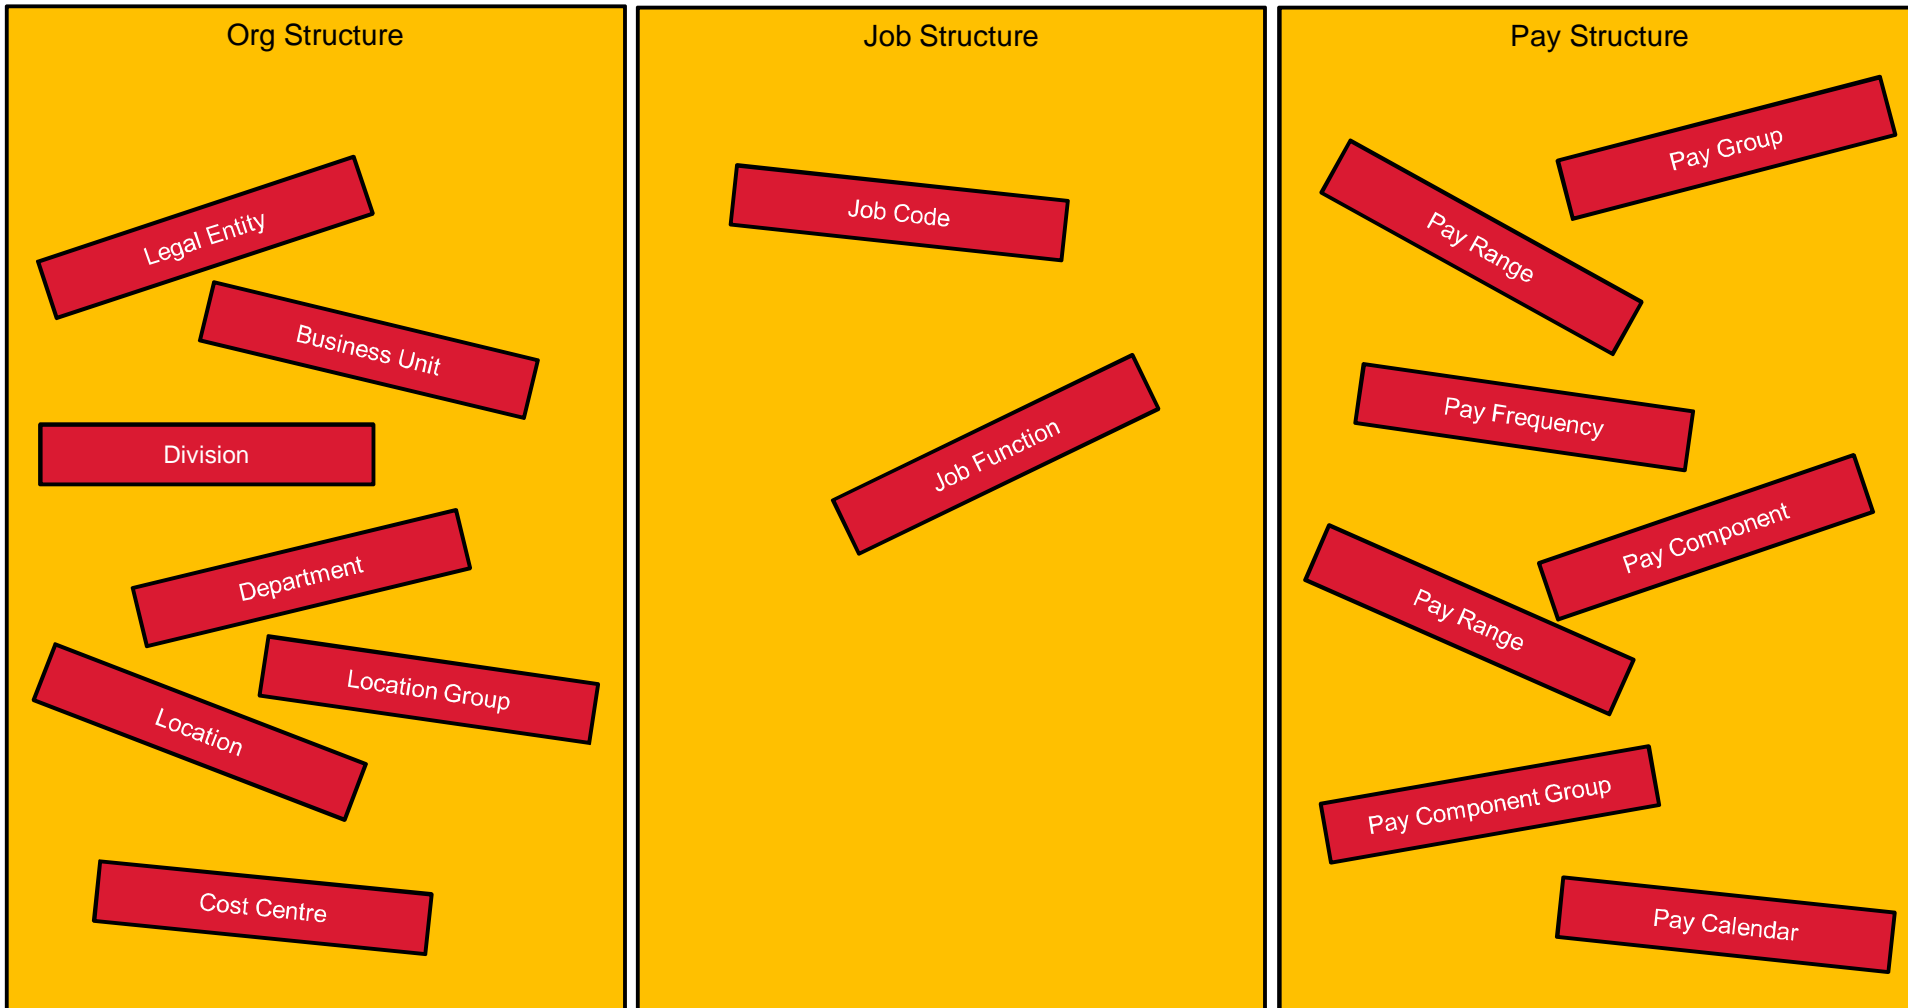 Org Structure
Legal Entity
Business Unit
Division
Department
Location Group
Location
Cost Centre
Job Structure
Job Code
Job Function
Pay Structure
Pay Group
Pay Range
Pay Frequency
Pay Component
Pay Range
Pay Component Group
Pay Calendar